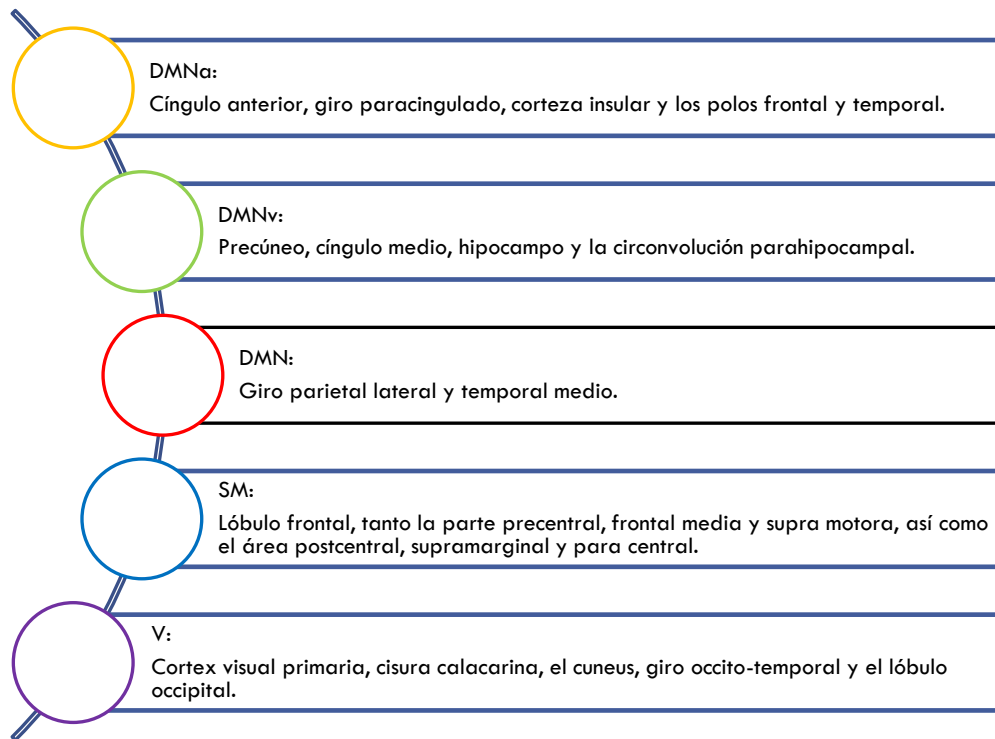 DMNa:
Cíngulo anterior, giro paracingulado, corteza insular y los polos frontal y temporal.
DMNv:
Precúneo, cíngulo medio, hipocampo y la circonvolución parahipocampal.
DMN:
Giro parietal lateral y temporal medio.
SM:
Lóbulo frontal, tanto la parte precentral, frontal media y supra motora, así como
el área postcentral, supramarginal y para central.
V:
Cortex visual primaria, cisura calacarina, el cuneus, giro occito-temporal y el lóbulo
occipital.